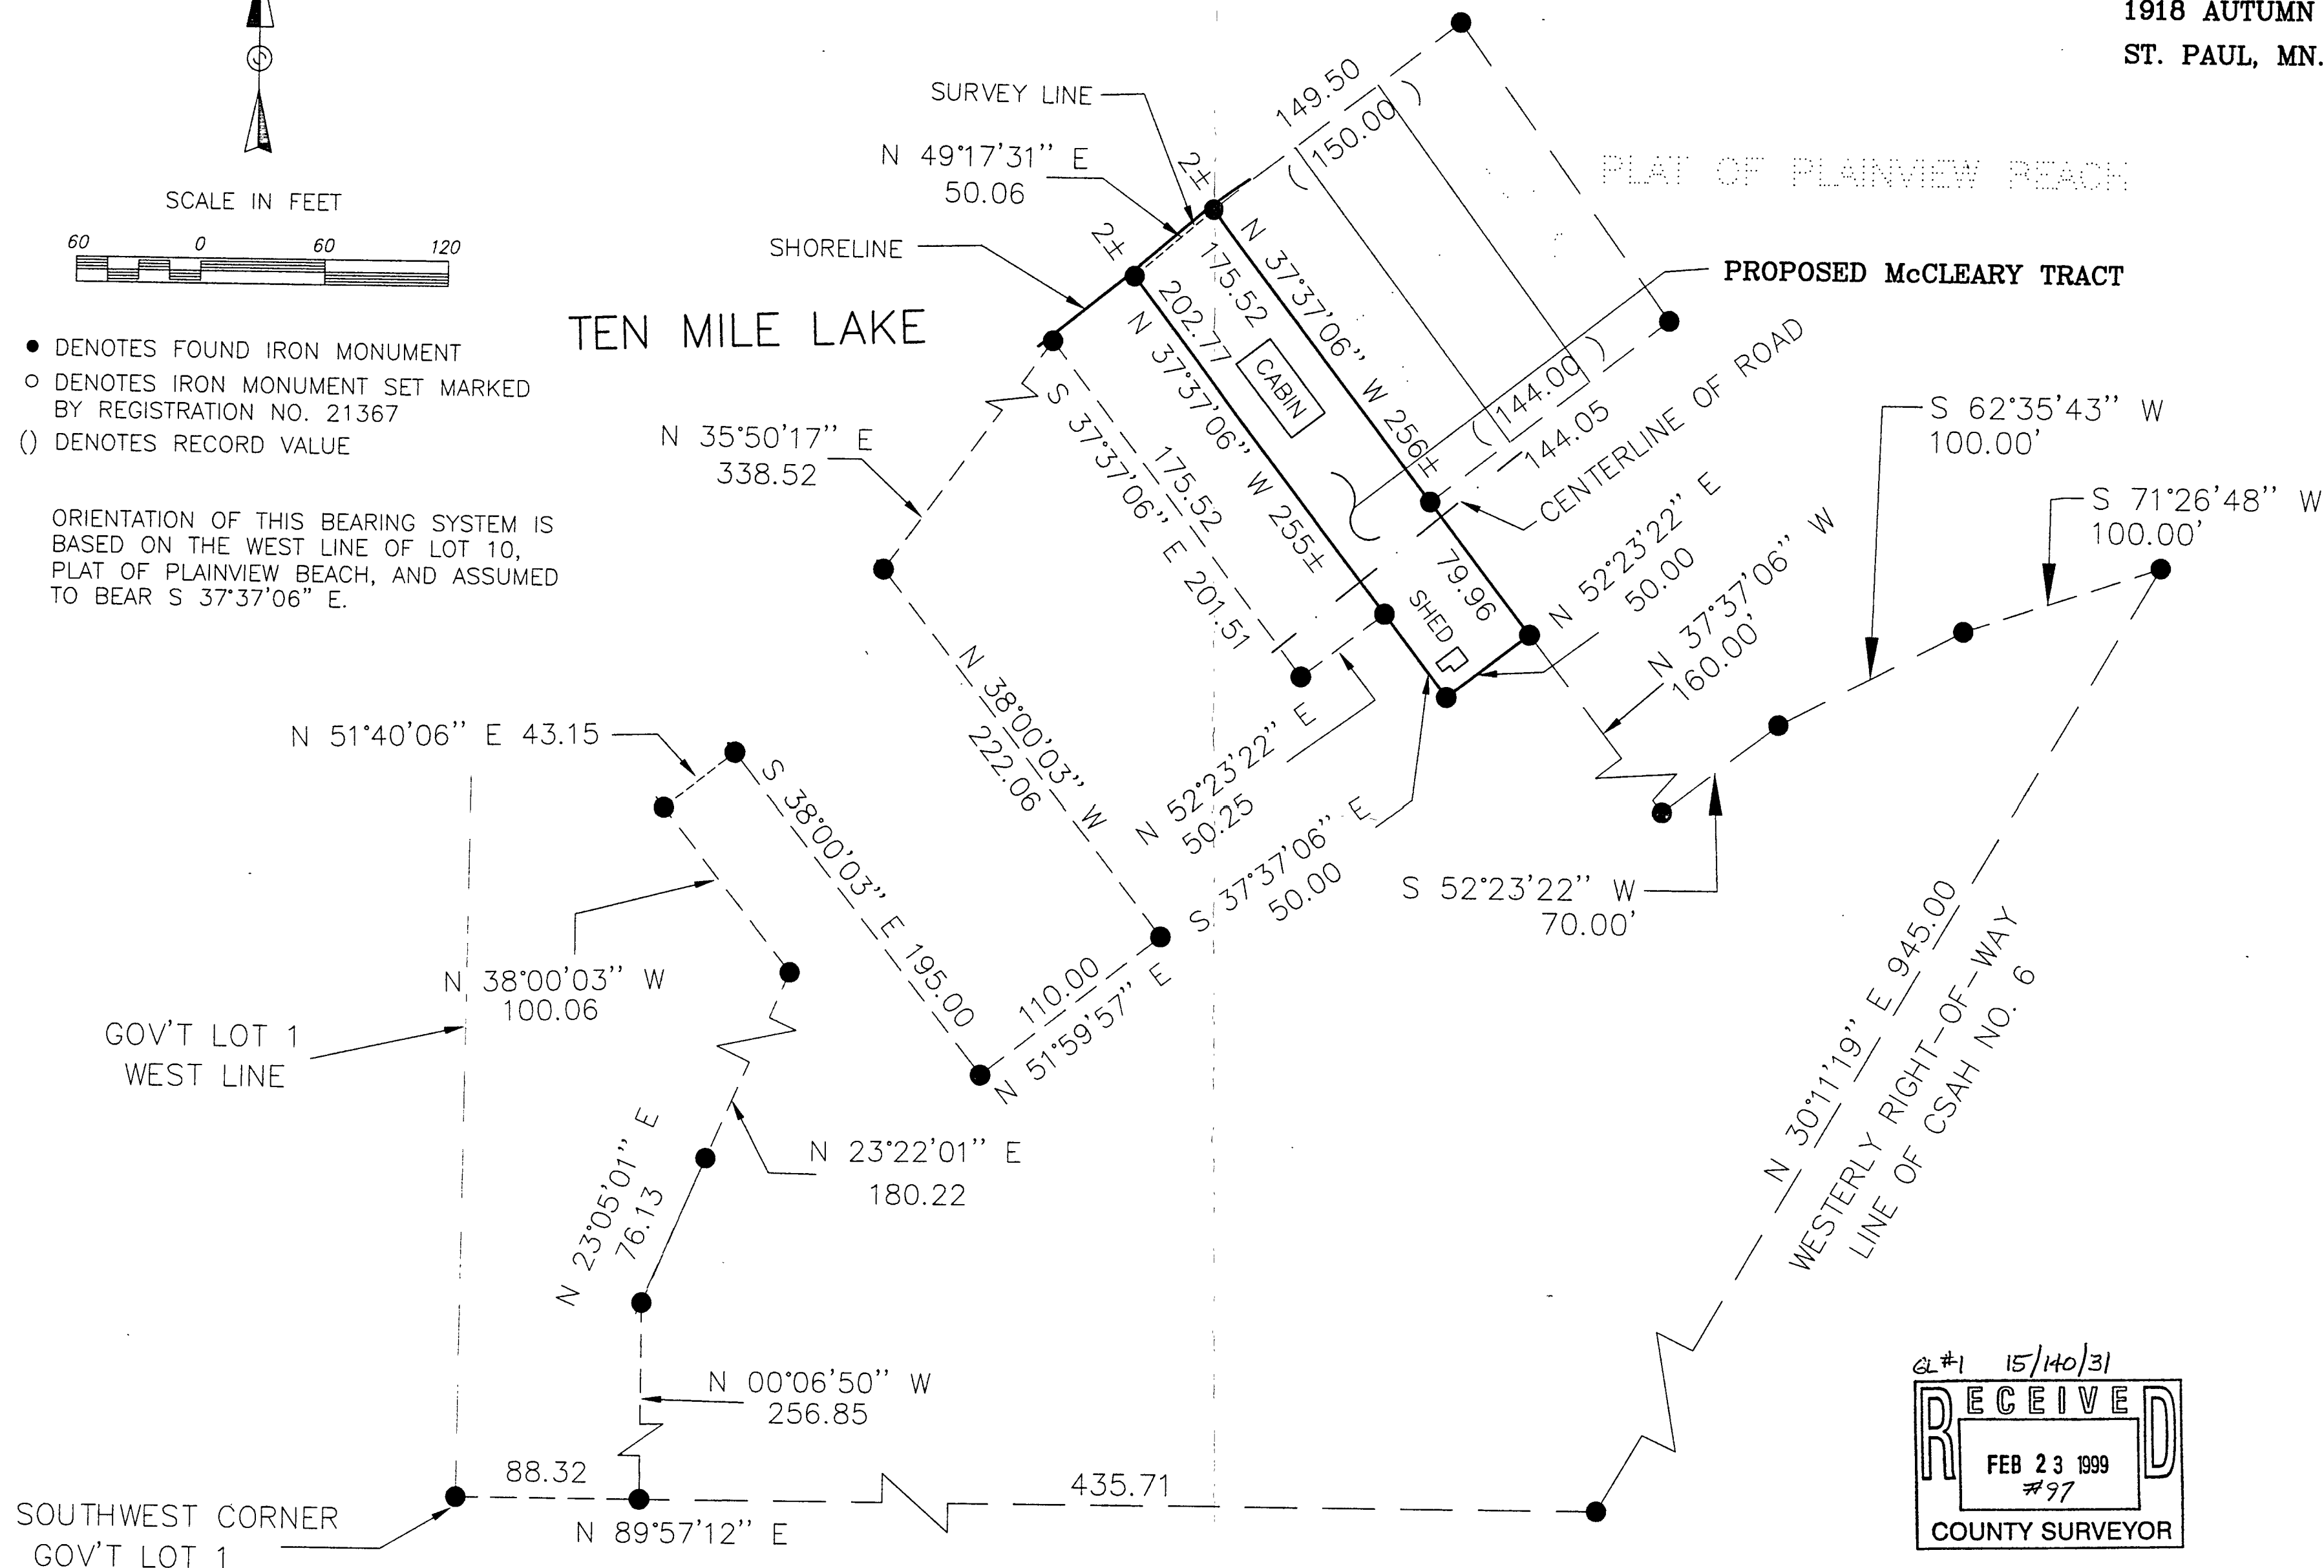 1918 AUTUMN
ST. PAUL, MN.
S
SCALE IN FEET
60 0 60 120
● DENOTES FOUND IRON MONUMENT
○ DENOTES IRON MONUMENT SET MARKED
BY REGISTRATION NO. 21367
() DENOTES RECORD VALUE
ORIENTATION OF THIS BEARING SYSTEM IS
BASED ON THE WEST LINE OF LOT 10,
PLAT OF PLAINVIEW BEACH, AND ASSUMED
TO BEAR S 37°37'06" E.
SURVEY LINE
N 49°17'31" E
50.06
SHORELINE
TEN MILE LAKE
2±
2±
149.50
(150.00)
PLAT OF PLAINVIEW BEACH
PROPOSED McCLEARY TRACT
N 37°37'06" W 256±
175.52
202.77
N 37°37'06" W 255±
CABIN
(144.00)
144.05
CENTERLINE OF ROAD
S 37°37'06" E 201.51
175.52
N 35°50'17" E
338.52
79.96
SHED
N 52°23'22" E
50.00
N 37°37'06" W
160.00'
S 62°35'43" W
100.00'
S 71°26'48" W
100.00'
N 52°23'22" E
50.25
S 37°37'06" E
50.00
S 52°23'22" W
70.00'
N 38°00'03" W
222.06
N 51°40'06" E 43.15
S 38°00'03" E 195.00
110.00
N 51°59'57" E
N 38°00'03" W
100.06
GOV'T LOT 1
WEST LINE
N 23°22'01" E
180.22
N 23°05'01" E
76.13
N 30°11'19" E 945.00
WESTERLY RIGHT-OF-WAY
LINE OF CSAH NO. 6
N 00°06'50" W
256.85
88.32
435.71
N 89°57'12" E
SOUTHWEST CORNER
GOV'T LOT 1
GL #1 15/140/31
RECEIVED
FEB 23 1999
#97
COUNTY SURVEYOR